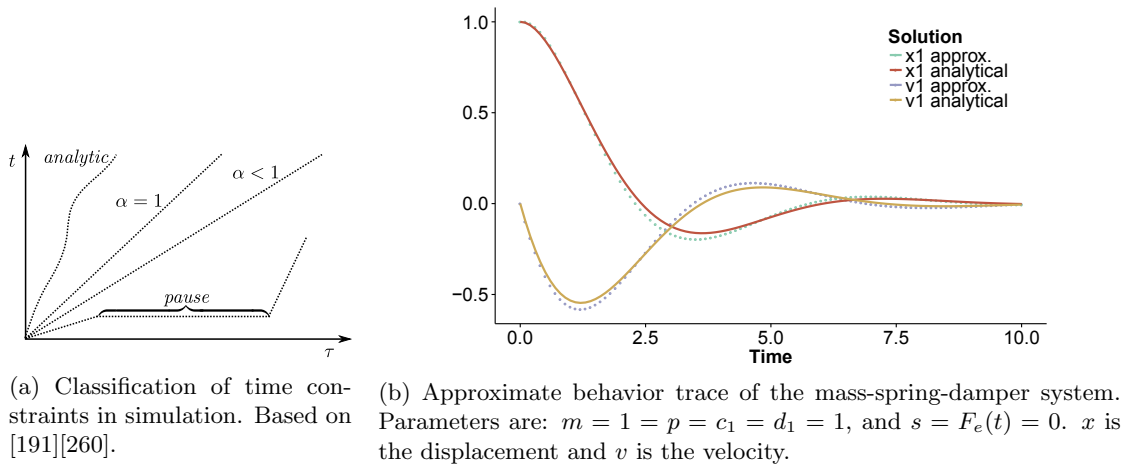 t
analytic
α = 1
α < 1
pause
τ
(a) Classification of time con-
straints in simulation. Based on
[191][260].
1.0
0.5
0.0
−0.5
0.0
2.5
5.0
7.5
10.0
Time
Solution
x1 approx.
x1 analytical
v1 approx.
v1 analytical
(b) Approximate behavior trace of the mass-spring-damper system.
Parameters are: m = 1 = p = c₁ = d₁ = 1, and s = Fₑ(t) = 0. x is
the displacement and v is the velocity.